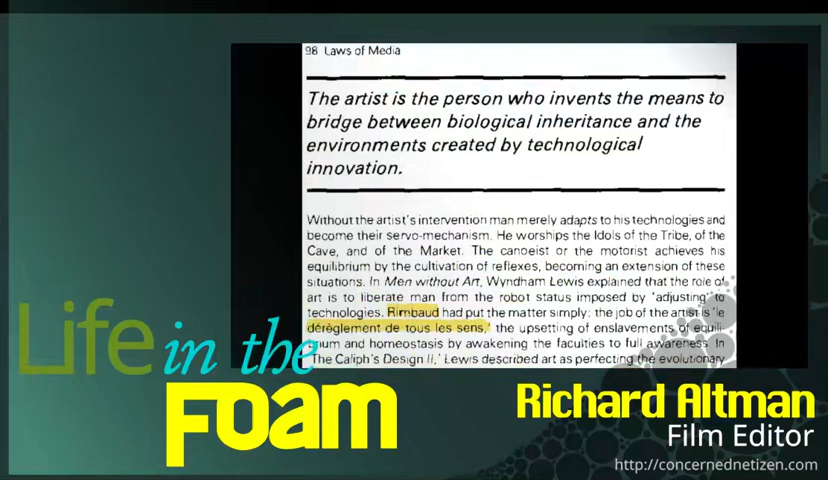 98 Laws of Media
The artist is the person who invents the means to
bridge between biological inheritance and the
environments created by technological
innovation.
Without the artist's intervention man merely adapts to his technologies and
become their servo-mechanism. He worships the Idols of the Tribe, of the
Cave, and of the Market. The canoeist or the motorist achieves his
equilibrium by the cultivation of reflexes, becoming an extension of these
situations. In Men without Art, Wyndham Lewis explained that the role of
art is to liberate man from the robot status imposed by 'adjusting' to
technologies. Rimbaud had put the matter simply: the job of the artist is 'le
dérèglement de tous les sens,' the upsetting of enslavements of equili-
brium and homeostasis by awakening the faculties to full awareness. In
'The Caliph's Design II,' Lewis described art as perfecting the evolutionary
Life in the
Foam
Richard Altman
Film Editor
http://concernednetizen.com